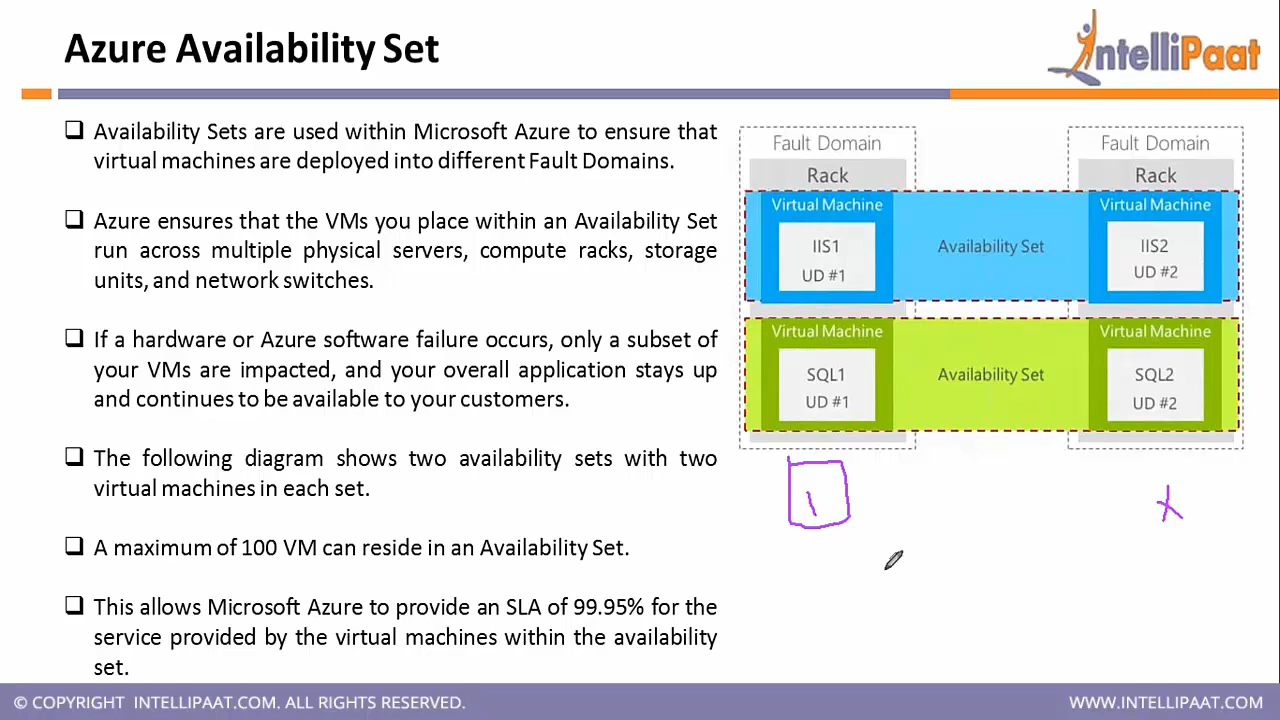 Azure Availability Set
IntelliPaat
❑ Availability Sets are used within Microsoft Azure to ensure that
virtual machines are deployed into different Fault Domains.
❑ Azure ensures that the VMs you place within an Availability Set
run across multiple physical servers, compute racks, storage
units, and network switches.
❑ If a hardware or Azure software failure occurs, only a subset of
your VMs are impacted, and your overall application stays up
and continues to be available to your customers.
❑ The following diagram shows two availability sets with two
virtual machines in each set.
❑ A maximum of 100 VM can reside in an Availability Set.
❑ This allows Microsoft Azure to provide an SLA of 99.95% for the
service provided by the virtual machines within the availability
set.
Fault Domain
Fault Domain
Rack
Rack
Virtual Machine
Virtual Machine
IIS1
Availability Set
IIS2
UD #1
UD #2
Virtual Machine
Virtual Machine
SQL1
Availability Set
SQL2
UD #1
UD #2
1
X
© COPYRIGHT INTELLIPAAT.COM. ALL RIGHTS RESERVED.
WWW.INTELLIPAAT.COM